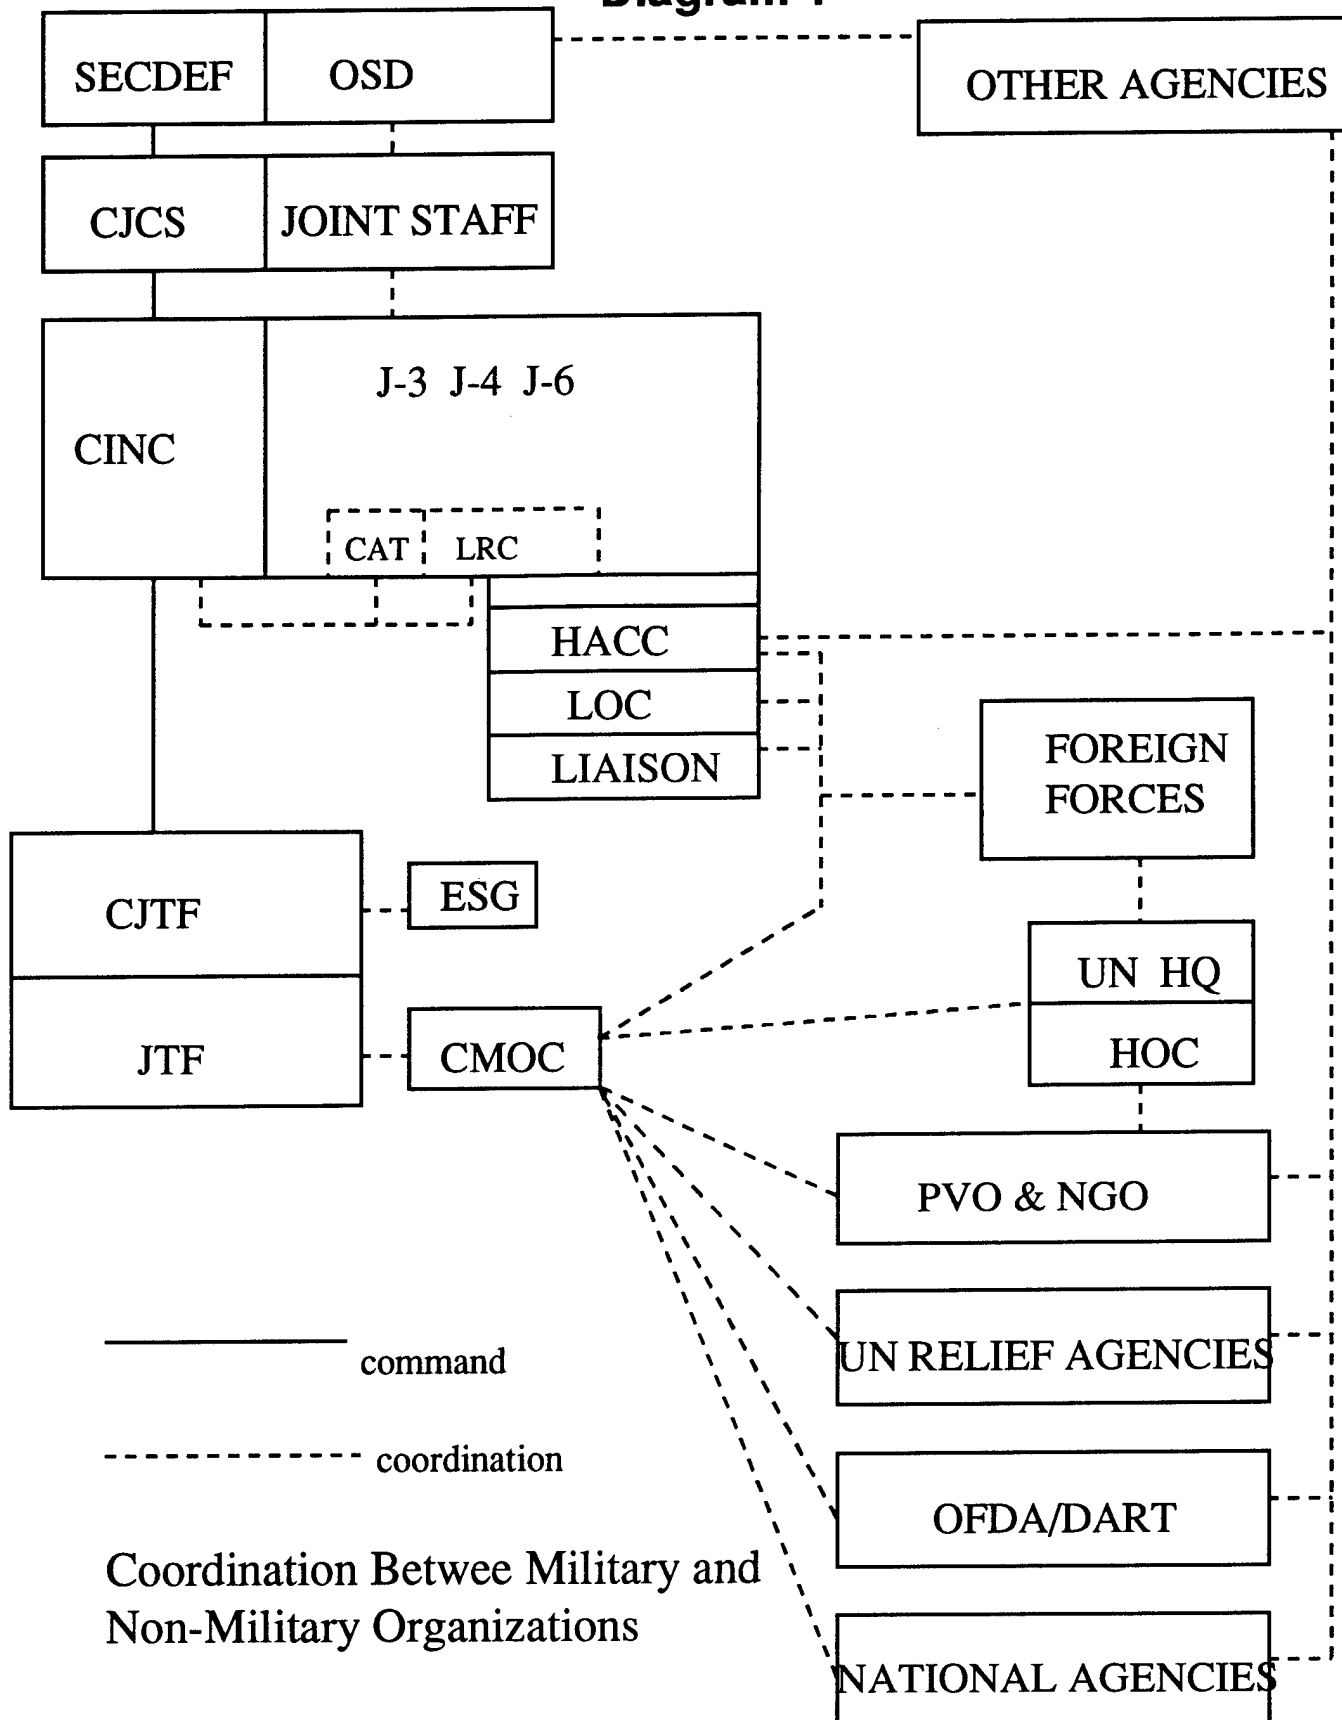 Diagram 1
SECDEF OSD
OTHER AGENCIES
CJCS JOINT STAFF
J-3 J-4 J-6
CINC
CAT LRC
HACC
LOC
LIAISON
FOREIGN
FORCES
CJTF
ESG
UN HQ
HOC
JTF
CMOC
PVO & NGO
UN RELIEF AGENCIES
OFDA/DART
NATIONAL AGENCIES
command
coordination
Coordination Betwee Military and
Non-Military Organizations